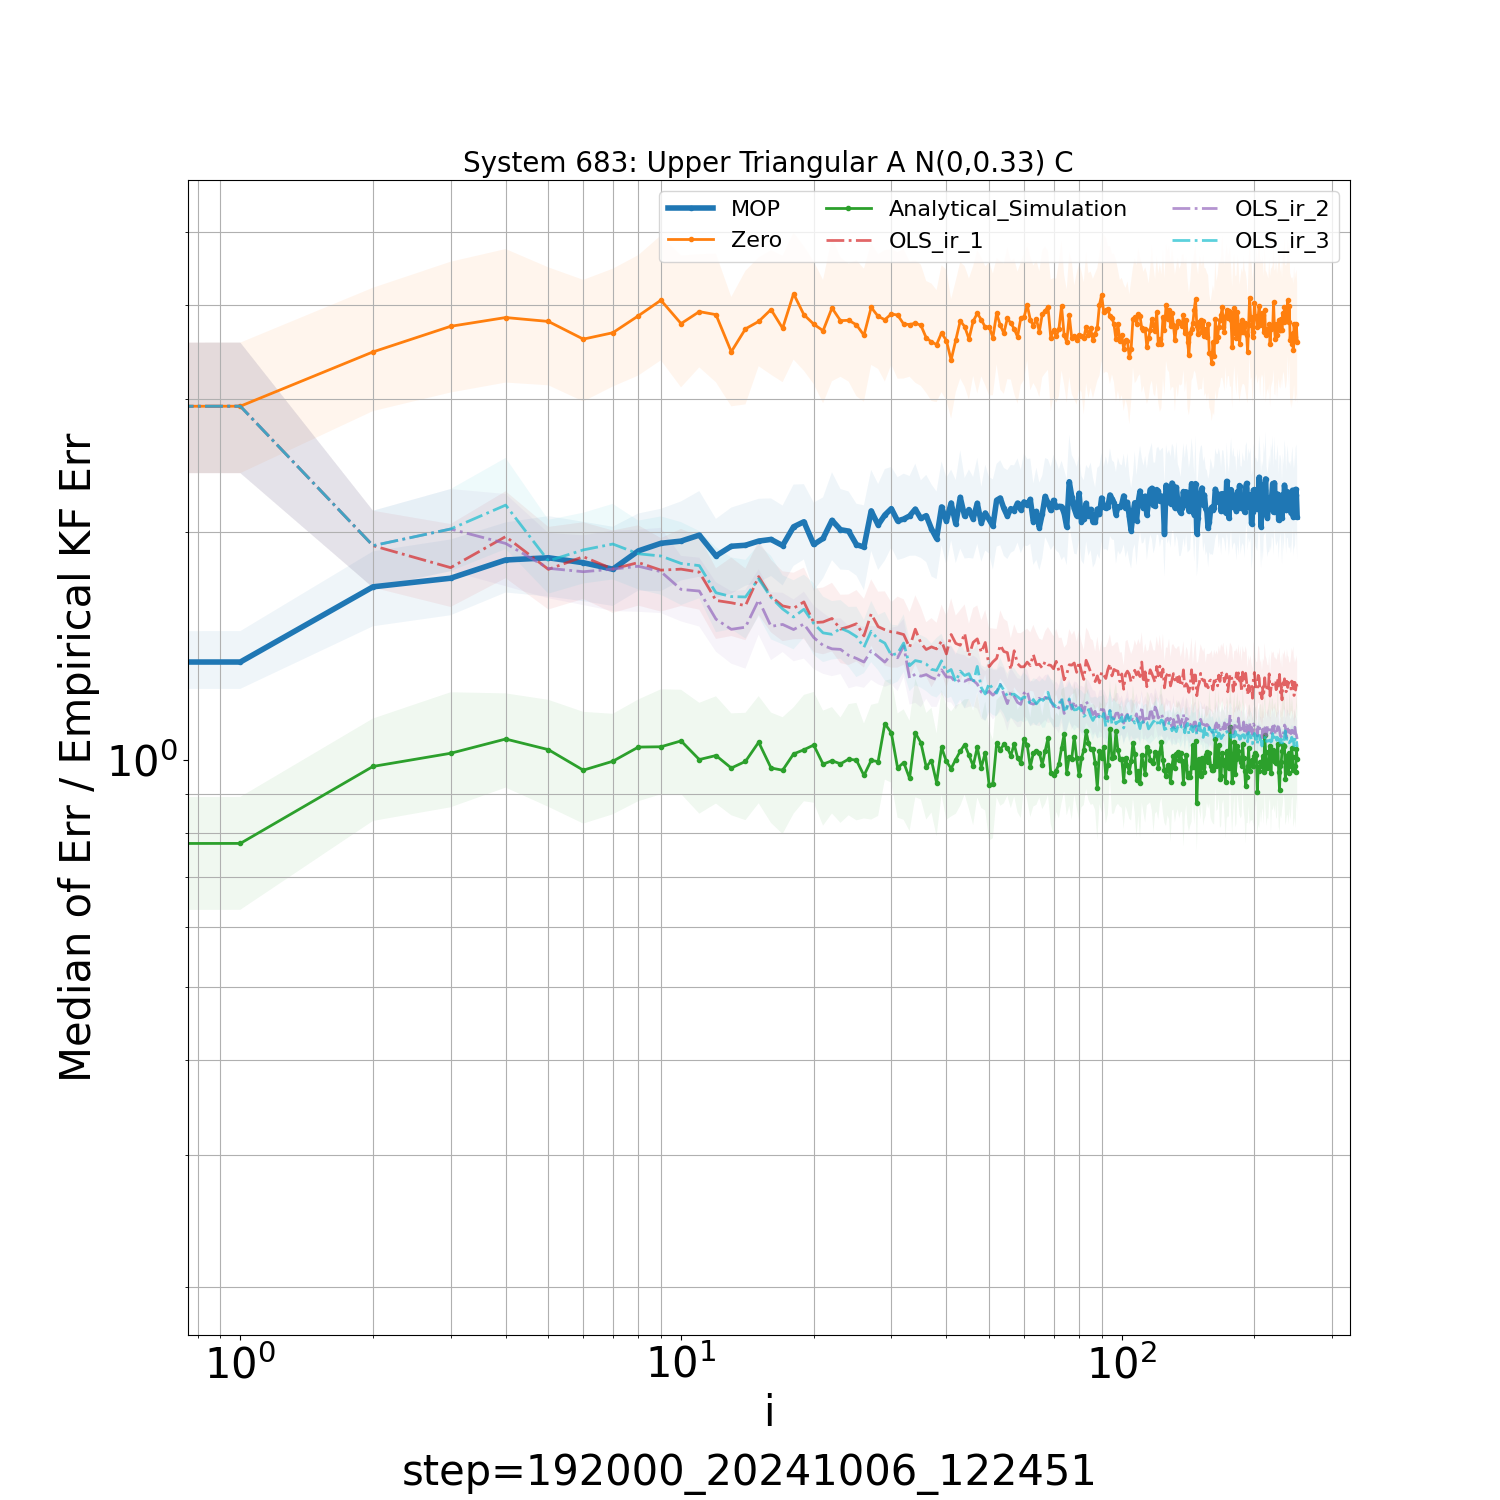 System 683: Upper Triangular A N(0,0.33) C
MOP
Zero
Analytical_Simulation
OLS_ir_1
OLS_ir_2
OLS_ir_3
Median of Err / Empirical KF Err
10⁰
10⁰
10¹
10²
i
step=192000_20241006_122451